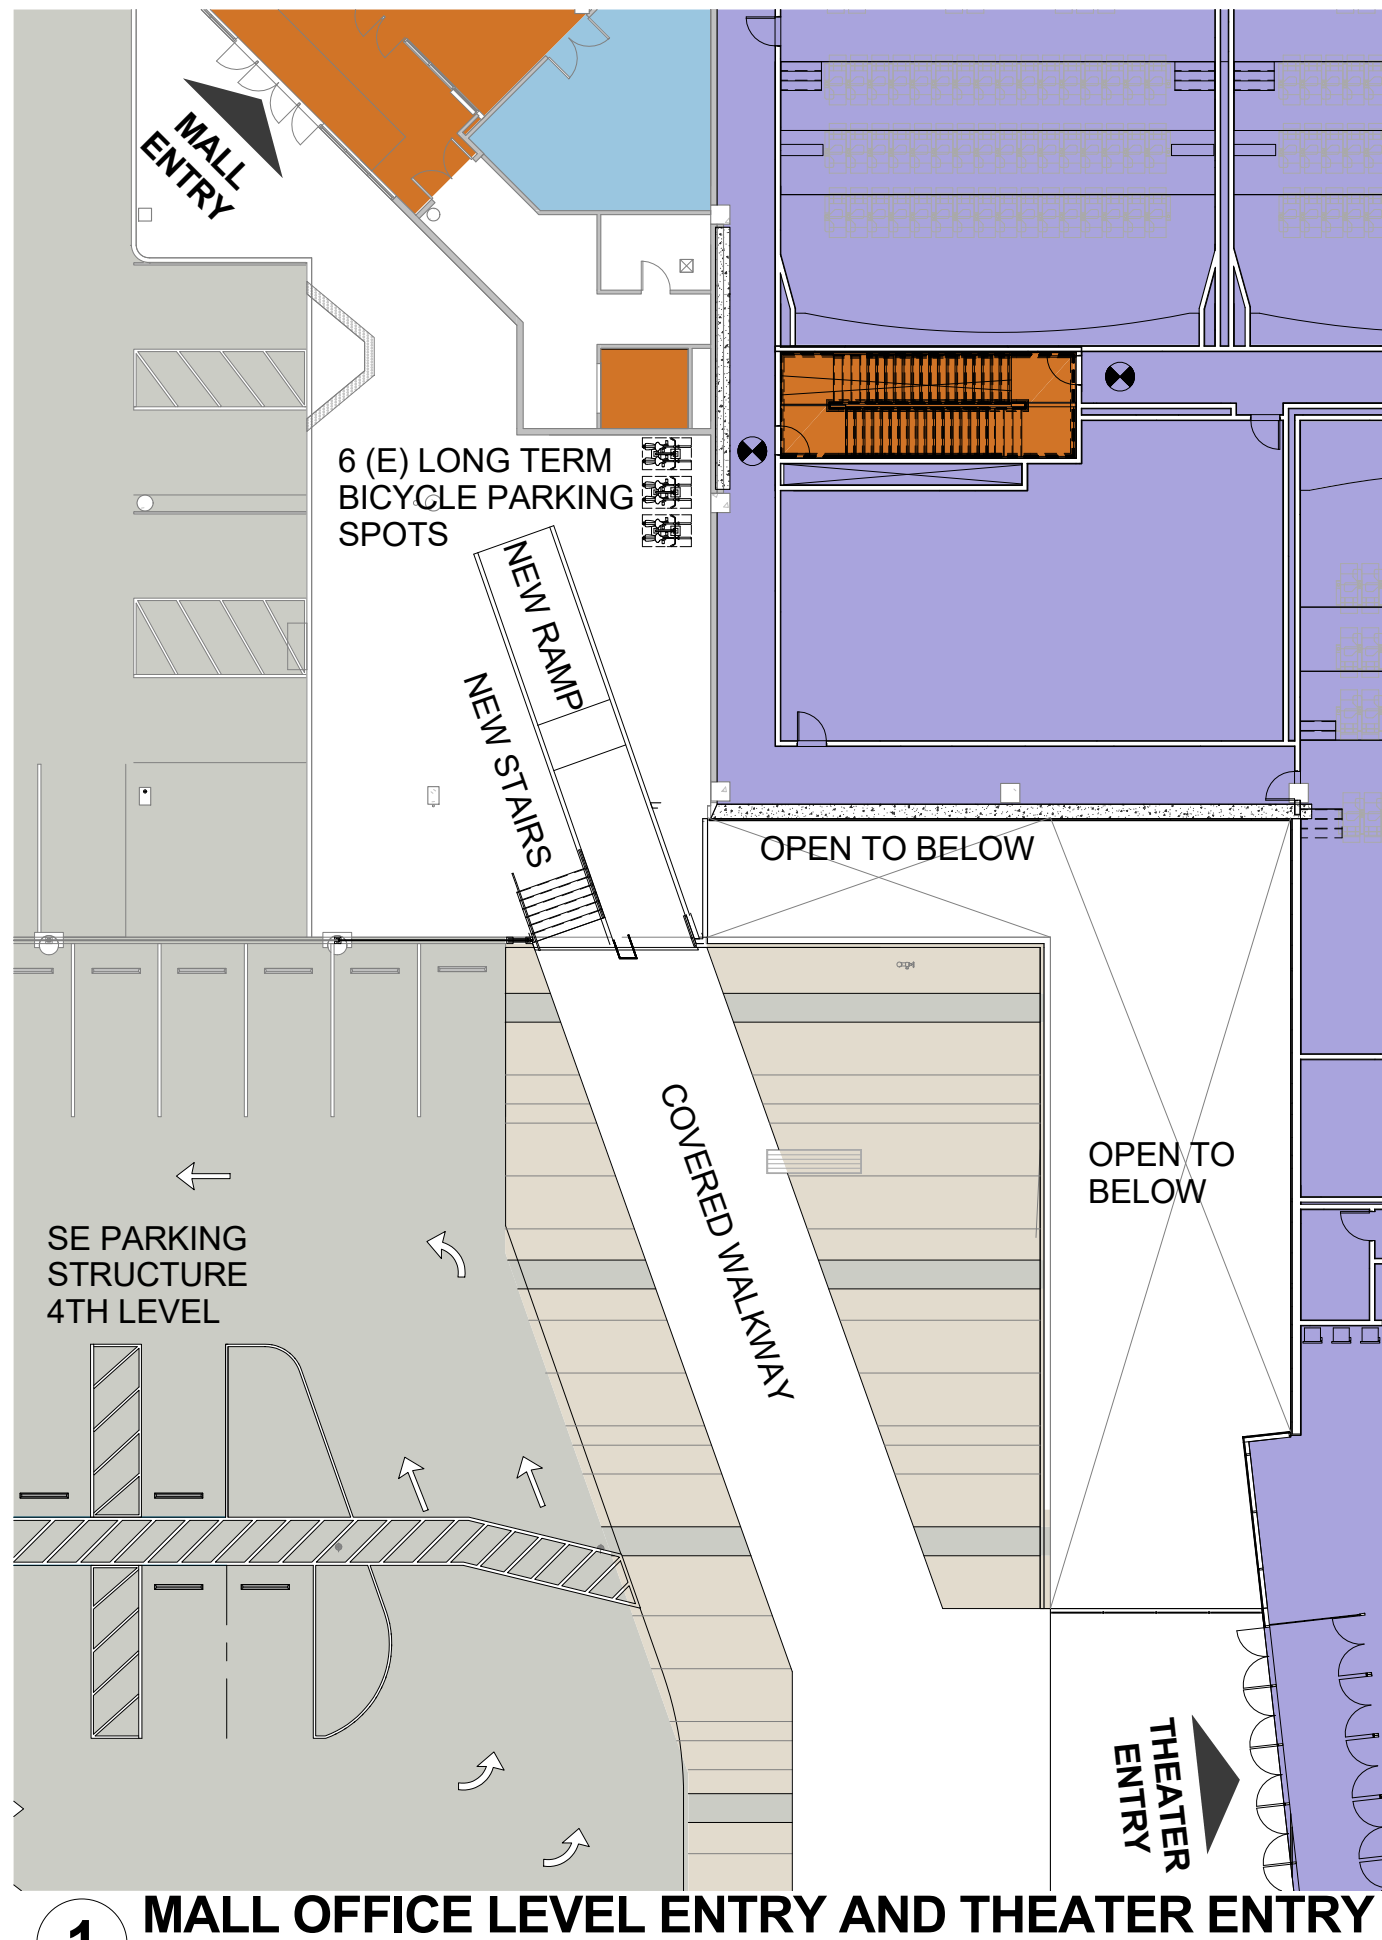 MALL
ENTRY
6 (E) LONG TERM
BICYCLE PARKING
SPOTS
NEW RAMP
NEW STAIRS
OPEN TO BELOW
COVERED WALKWAY
OPEN TO
BELOW
SE PARKING
STRUCTURE
4TH LEVEL
THEATER
ENTRY
1
MALL OFFICE LEVEL ENTRY AND THEATER ENTRY